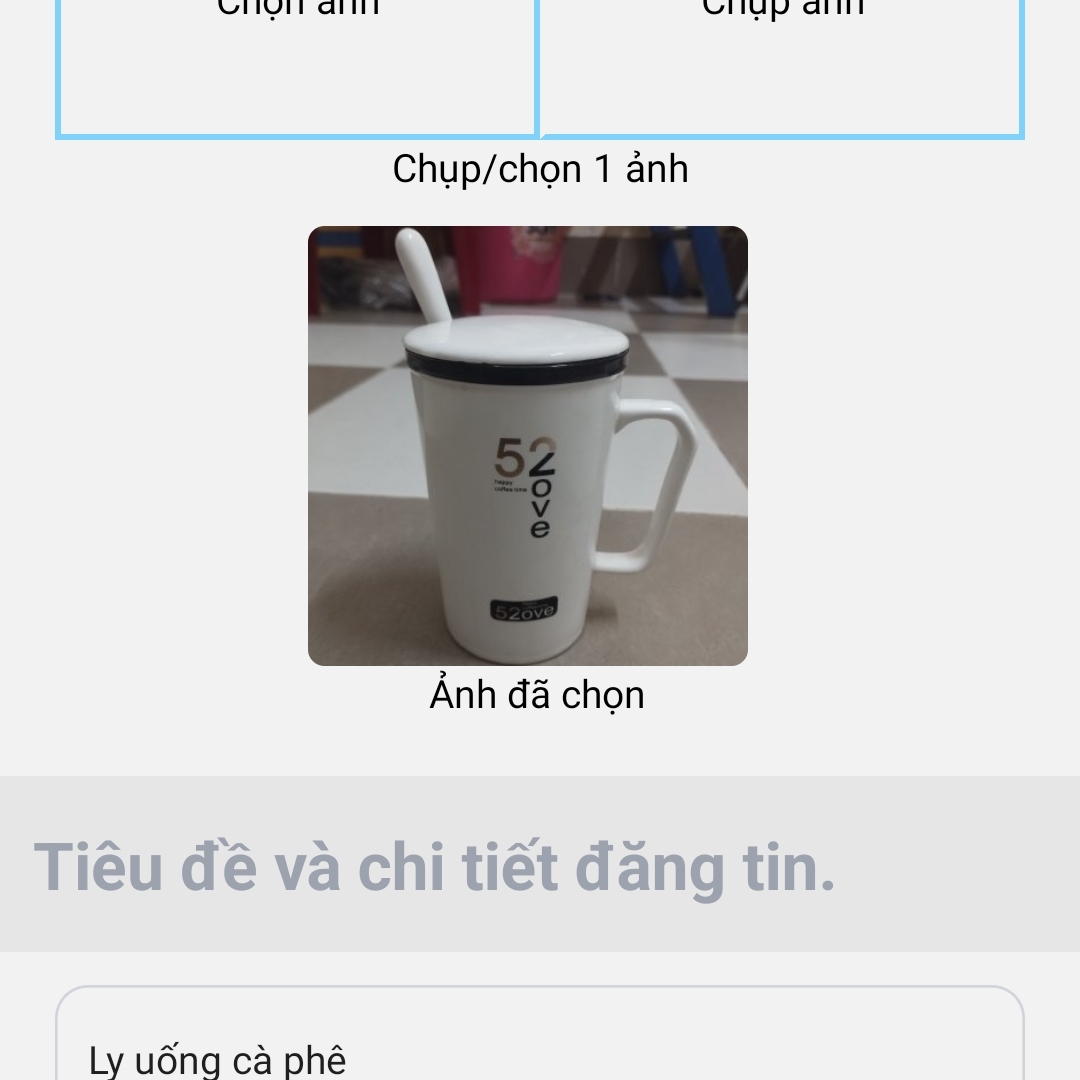 Chọn ảnh
Chụp ảnh
Chụp/chọn 1 ảnh
52
happy
coffee time
o
v
e
52ove
Ảnh đã chọn
Tiêu đề và chi tiết đăng tin.
Ly uống cà phê